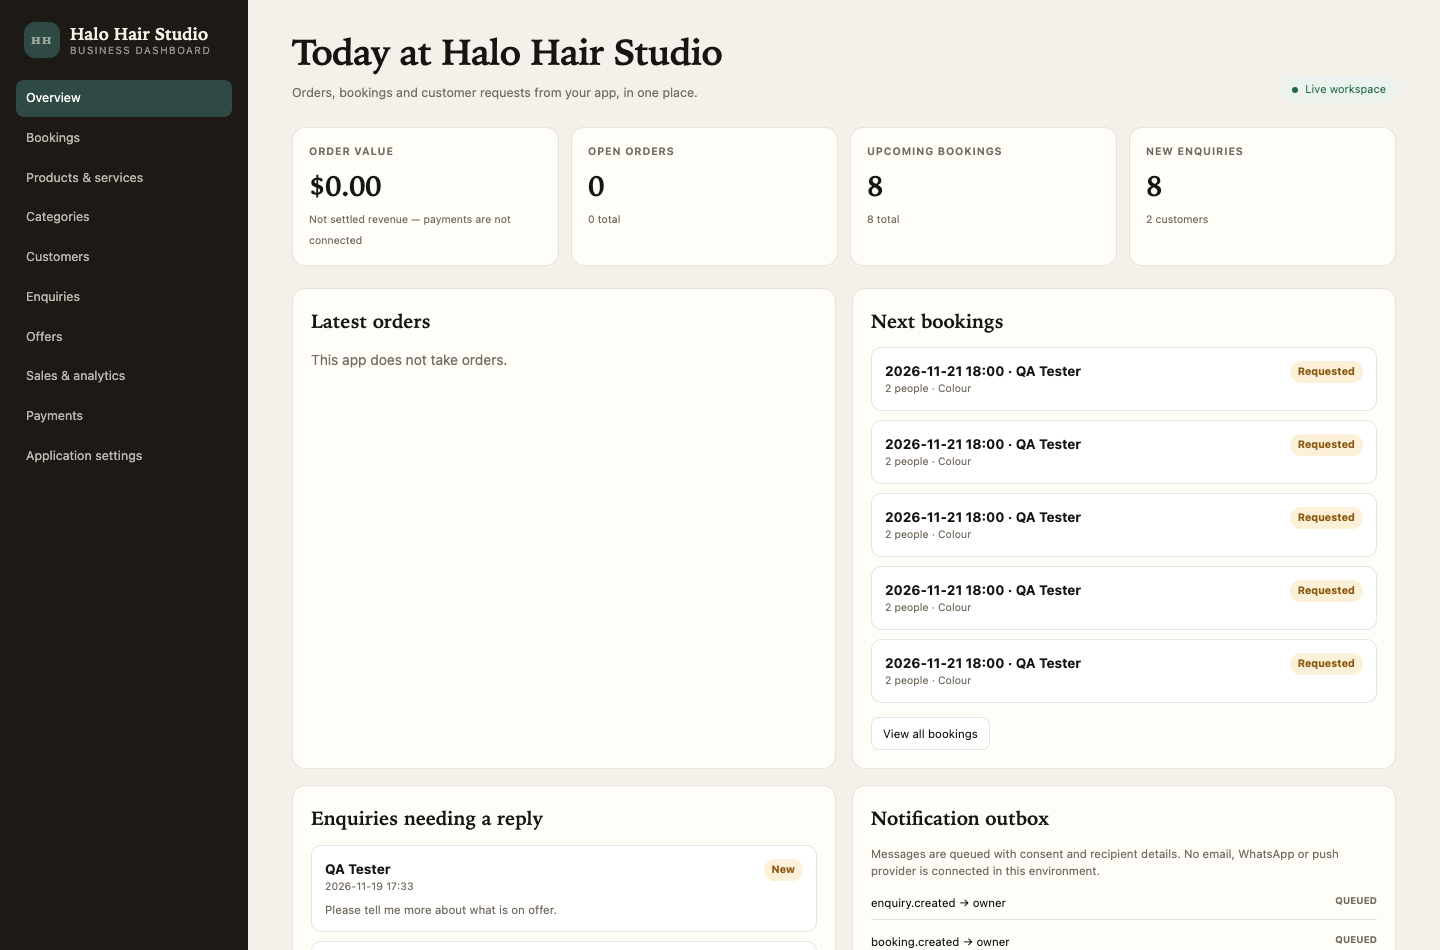 HH
Halo Hair Studio
BUSINESS DASHBOARD
Overview
Bookings
Products & services
Categories
Customers
Enquiries
Offers
Sales & analytics
Payments
Application settings
Today at Halo Hair Studio
Orders, bookings and customer requests from your app, in one place.
Live workspace
ORDER VALUE
$0.00
Not settled revenue — payments are not
connected
OPEN ORDERS
0
0 total
UPCOMING BOOKINGS
8
8 total
NEW ENQUIRIES
8
2 customers
Latest orders
This app does not take orders.
Next bookings
2026-11-21 18:00 · QA Tester
Requested
2 people · Colour
2026-11-21 18:00 · QA Tester
Requested
2 people · Colour
2026-11-21 18:00 · QA Tester
Requested
2 people · Colour
2026-11-21 18:00 · QA Tester
Requested
2 people · Colour
2026-11-21 18:00 · QA Tester
Requested
2 people · Colour
View all bookings
Enquiries needing a reply
QA Tester
New
2026-11-19 17:33
Please tell me more about what is on offer.
Notification outbox
Messages are queued with consent and recipient details. No email, WhatsApp or push
provider is connected in this environment.
enquiry.created → owner
QUEUED
booking.created → owner
QUEUED